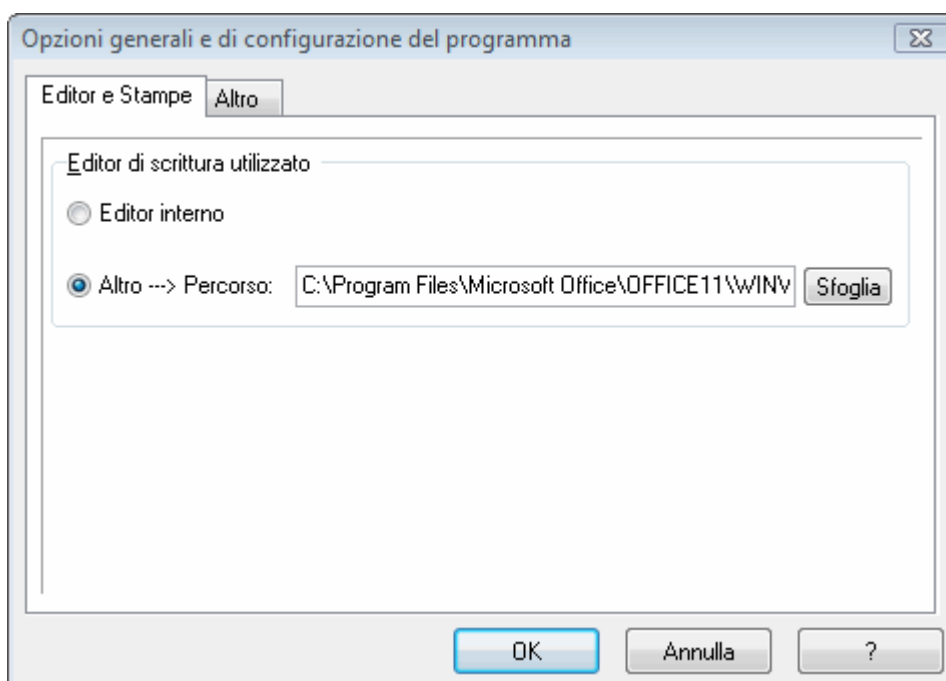 Opzioni generali e di configurazione del programma
Editor e Stampe
Altro
Editor di scrittura utilizzato
Editor interno
Altro ---> Percorso: C:\Program Files\Microsoft Office\OFFICE11\WINV Sfoglia
OK Annulla ?